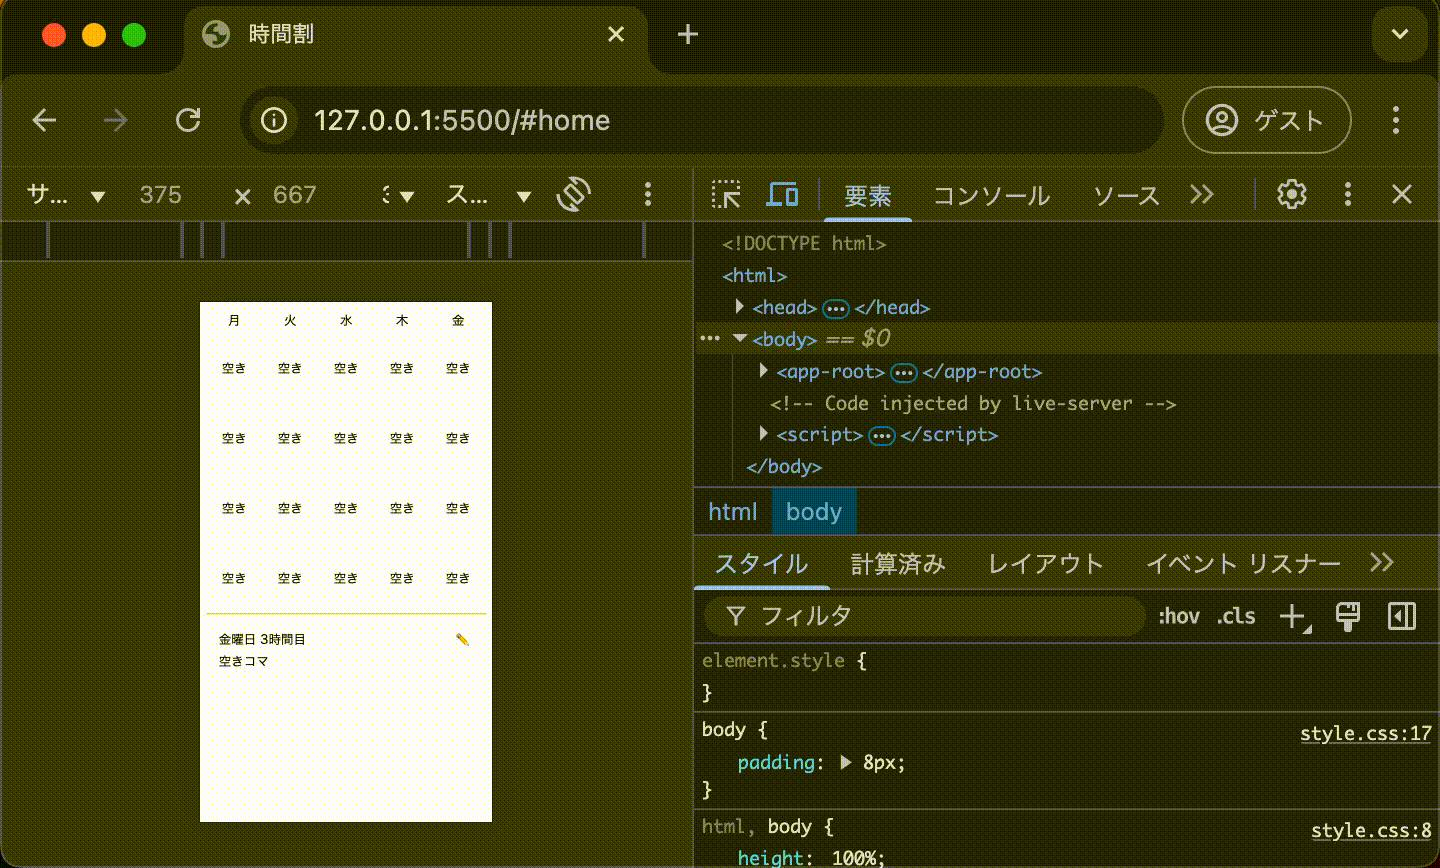 時間割
127.0.0.1:5500/#home
ゲスト
サ... 375 × 667 ス...
要素 コンソール ソース
月 火 水 木 金
空き 空き 空き 空き 空き
空き 空き 空き 空き 空き
空き 空き 空き 空き 空き
空き 空き 空き 空き 空き
金曜日 3時間目
空きコマ
<!DOCTYPE html>
<html>
<head> ••• </head>
••• <body> == $0
<app-root> ••• </app-root>
<!-- Code injected by live-server -->
<script> ••• </script>
</body>
html body
スタイル 計算済み レイアウト イベント リスナー
フィルタ :hov .cls
element.style {
}
body { style.css:17
padding: 8px;
}
html, body { style.css:8
height: 100%;